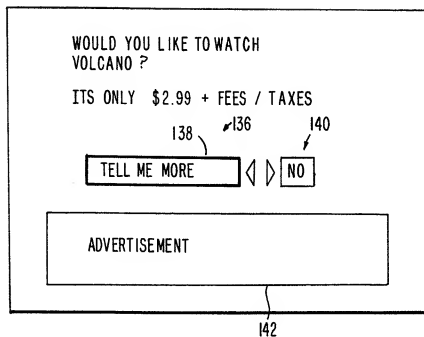 WOULD YOU LIKE TO WATCH
VOLCANO ?
ITS ONLY $2.99 + FEES / TAXES
136
138
140
TELL ME MORE
NO
ADVERTISEMENT
142